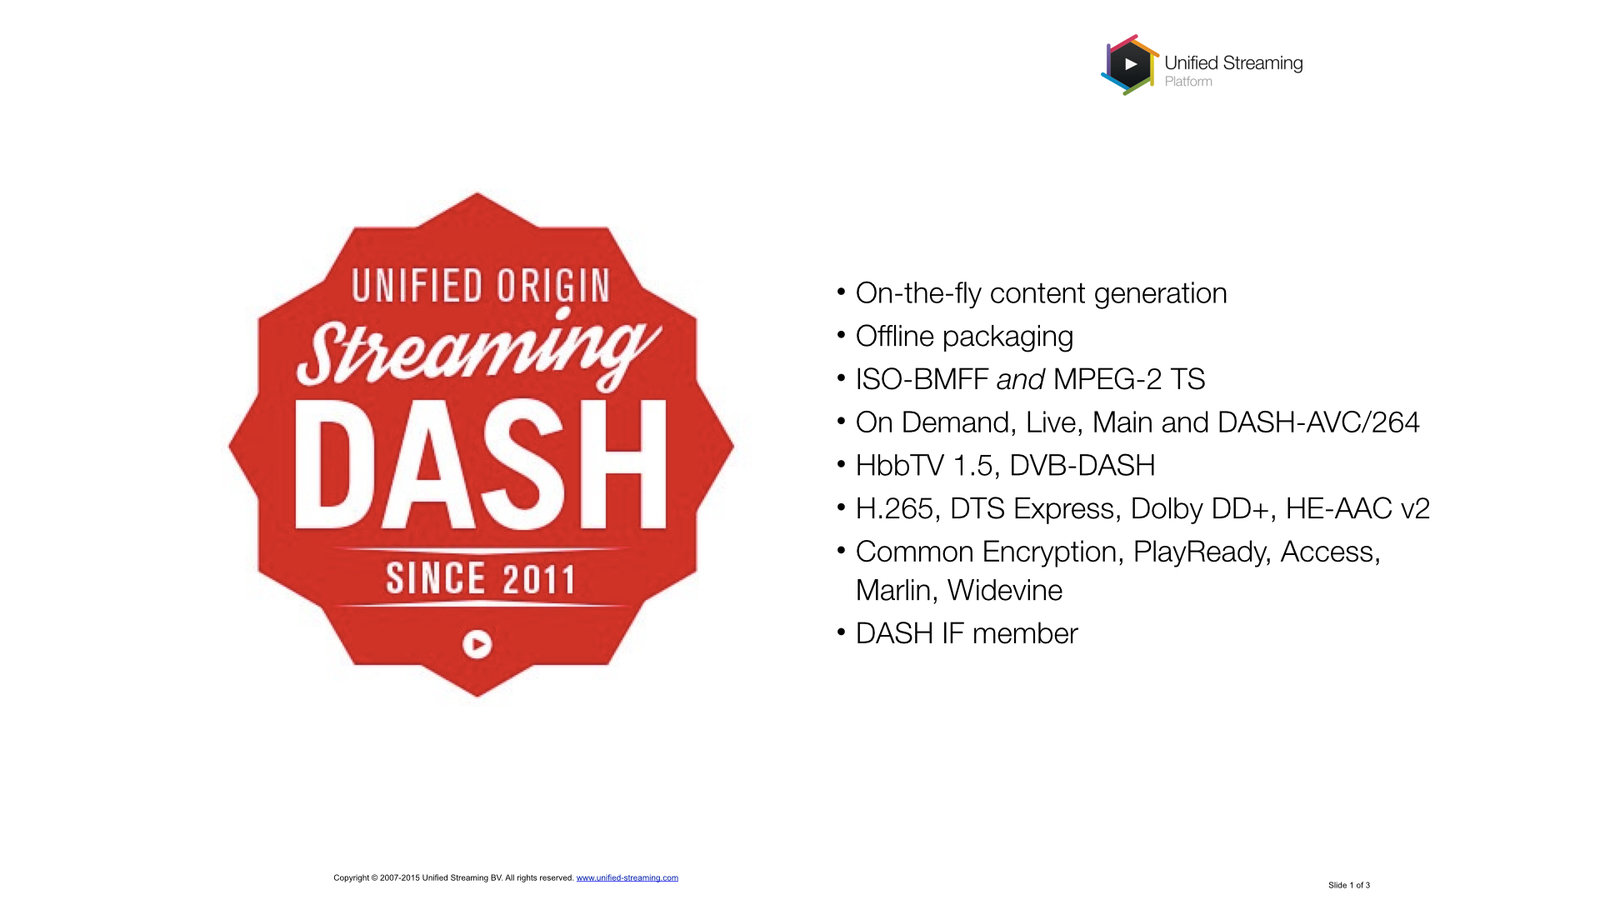 Unified Streaming
Platform
UNIFIED ORIGIN
Streaming
DASH
SINCE 2011
• On-the-fly content generation
• Offline packaging
• ISO-BMFF and MPEG-2 TS
• On Demand, Live, Main and DASH-AVC/264
• HbbTV 1.5, DVB-DASH
• H.265, DTS Express, Dolby DD+, HE-AAC v2
• Common Encryption, PlayReady, Access,
Marlin, Widevine
• DASH IF member
Copyright © 2007-2015 Unified Streaming BV. All rights reserved. www.unified-streaming.com
Slide 1 of 3